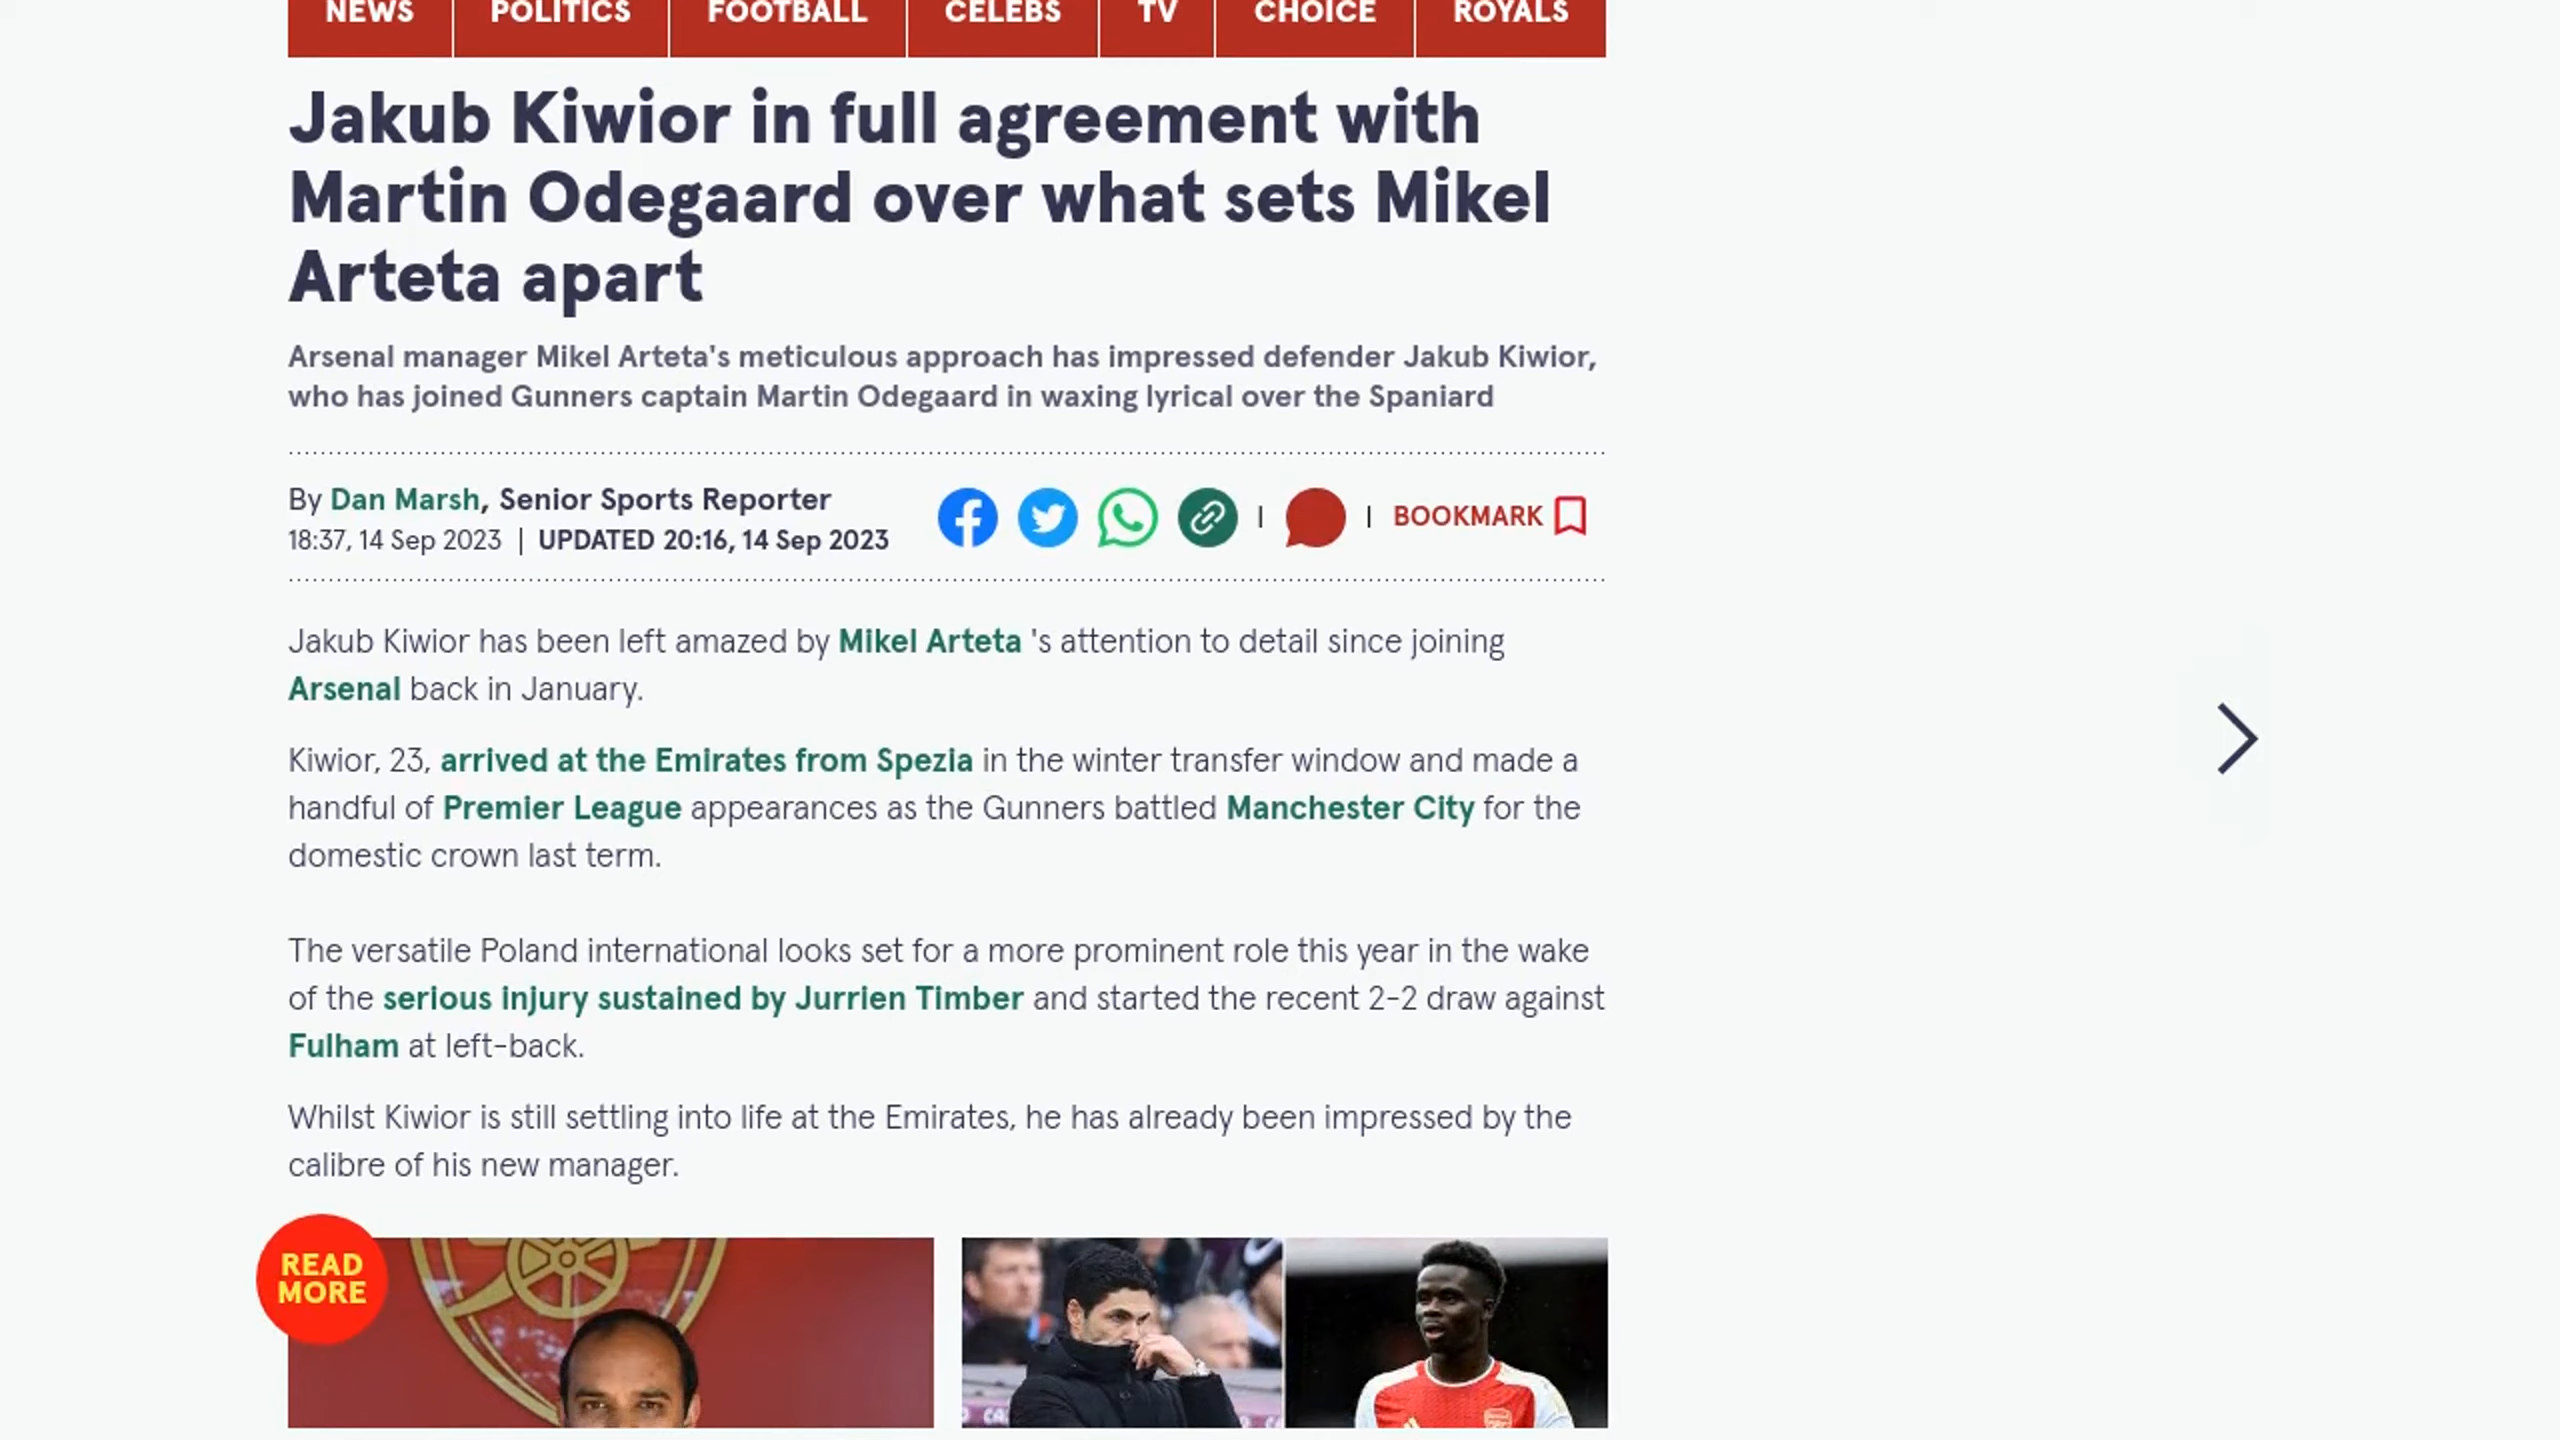 NEWS POLITICS FOOTBALL CELEBS TV CHOICE ROYALS
Jakub Kiwior in full agreement with
Martin Odegaard over what sets Mikel
Arteta apart
Arsenal manager Mikel Arteta's meticulous approach has impressed defender Jakub Kiwior,
who has joined Gunners captain Martin Odegaard in waxing lyrical over the Spaniard
By Dan Marsh, Senior Sports Reporter
18:37, 14 Sep 2023 | UPDATED 20:16, 14 Sep 2023
BOOKMARK
Jakub Kiwior has been left amazed by Mikel Arteta 's attention to detail since joining
Arsenal back in January.
Kiwior, 23, arrived at the Emirates from Spezia in the winter transfer window and made a
handful of Premier League appearances as the Gunners battled Manchester City for the
domestic crown last term.
The versatile Poland international looks set for a more prominent role this year in the wake
of the serious injury sustained by Jurrien Timber and started the recent 2-2 draw against
Fulham at left-back.
Whilst Kiwior is still settling into life at the Emirates, he has already been impressed by the
calibre of his new manager.
READ
MORE